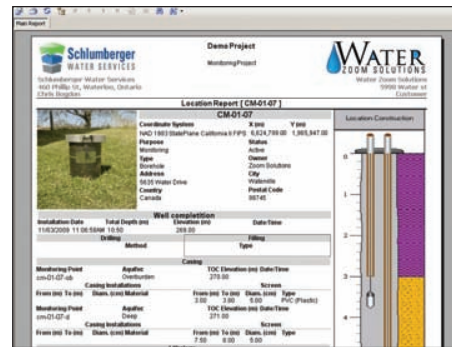 Main Report
Schlumberger
WATER SERVICES
Schlumberger Water Services
460 Phillip St, Waterloo, Ontario
Chris Bogdon
Demo Project
Monitoring Project
WATER
ZOOM SOLUTIONS
Water Zoom Solutions
5990 Water st
Customer
Location Report [ CM-01-07 ]
CM-01-07
Coordinate System X (m) Y (m)
NAD 1983 StatePlane California II FIPS 6,624,799.00 1,965,947.00
Purpose Status
Monitoring Active
Type Owner
Borehole Zoom Solutions
Address City
5635 Water Drive Waterville
Country Postal Code
Canada 98745
Location Construction
Well completition
Installation Date Total Depth (m) Elevation (m) Date/Time
11/03/2009 11:06:58AM 10.50 269.00
Drilling Filling
Method Type
Casing
Monitoring Point Aquifer TOC Elevation (m) Date/Time
cm-01-07-ob Overburden 270.00
Casing Installations Screen
From (m) To (m) Diam. (cm) Material From (m) To (m) Diam. (cm) Type
3.50 3.80 5.00 PVC (Plastic)
Monitoring Point Aquifer TOC Elevation (m) Date/Time
cm-01-07-d Deep 271.00
Casing Installations Screen
From (m) To (m) Diam. (cm) Material From (m) To (m) Diam. (cm) Type
7.50 8.00 5.00
0
1
2
3
4